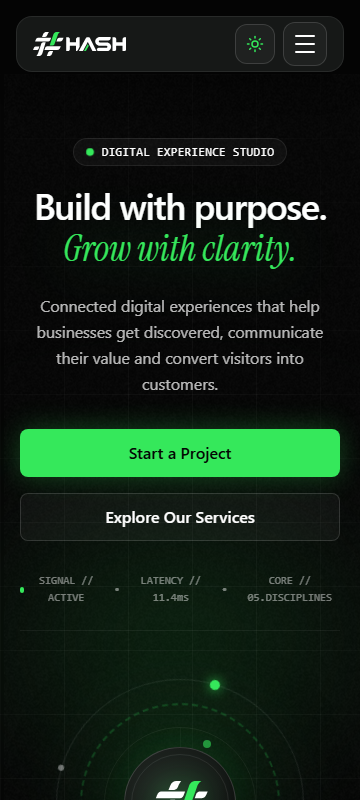 HASH
DIGITAL EXPERIENCE STUDIO
Build with purpose.
Grow with clarity.
Connected digital experiences that help
businesses get discovered, communicate
their value and convert visitors into
customers.
Start a Project
Explore Our Services
SIGNAL //
ACTIVE
LATENCY //
11.4ms
CORE //
05.DISCIPLINES